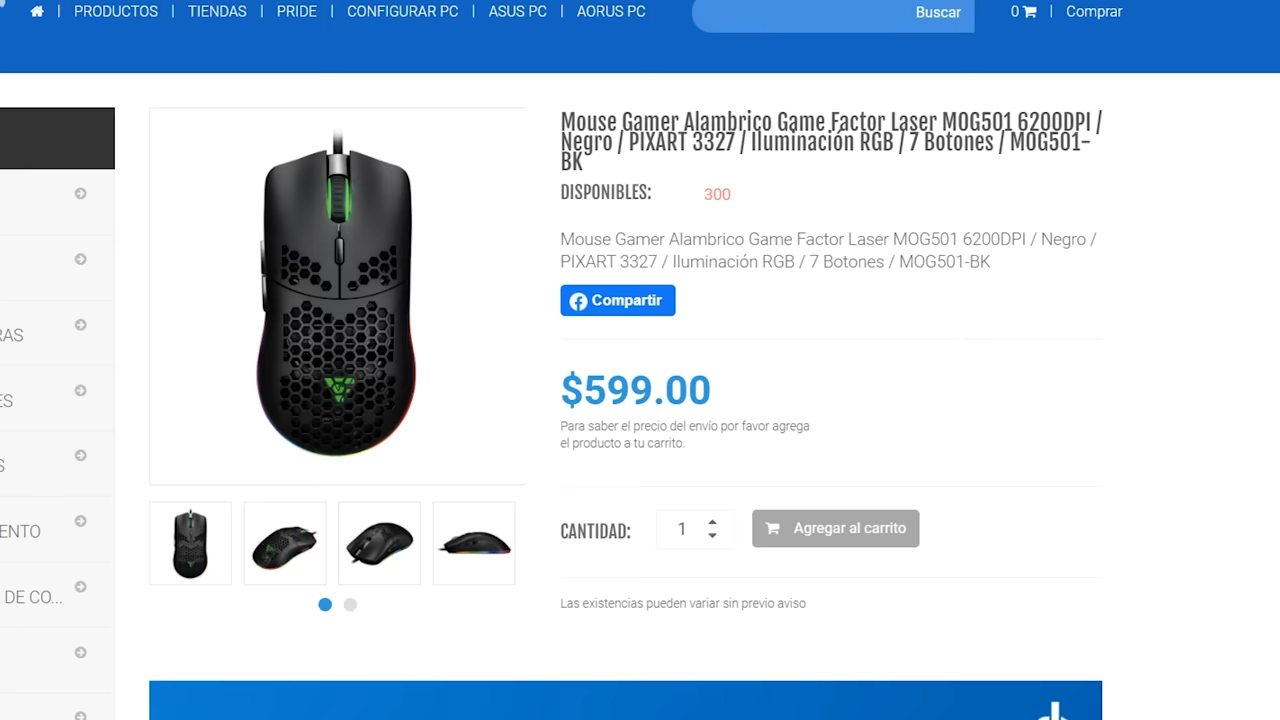 PRODUCTOS | TIENDAS | PRIDE | CONFIGURAR PC | ASUS PC | AORUS PC
Buscar
0 | Comprar
RAS
ES
S
ENTO
DE CO...
Mouse Gamer Alambrico Game Factor Laser MOG501 6200DPI /
Negro / PIXART 3327 / Iluminación RGB / 7 Botones / MOG501-
BK
DISPONIBLES: 300
Mouse Gamer Alambrico Game Factor Laser MOG501 6200DPI / Negro /
PIXART 3327 / Iluminación RGB / 7 Botones / MOG501-BK
Compartir
$599.00
Para saber el precio del envío por favor agrega
el producto a tu carrito.
CANTIDAD: 1 Agregar al carrito
Las existencias pueden variar sin previo aviso